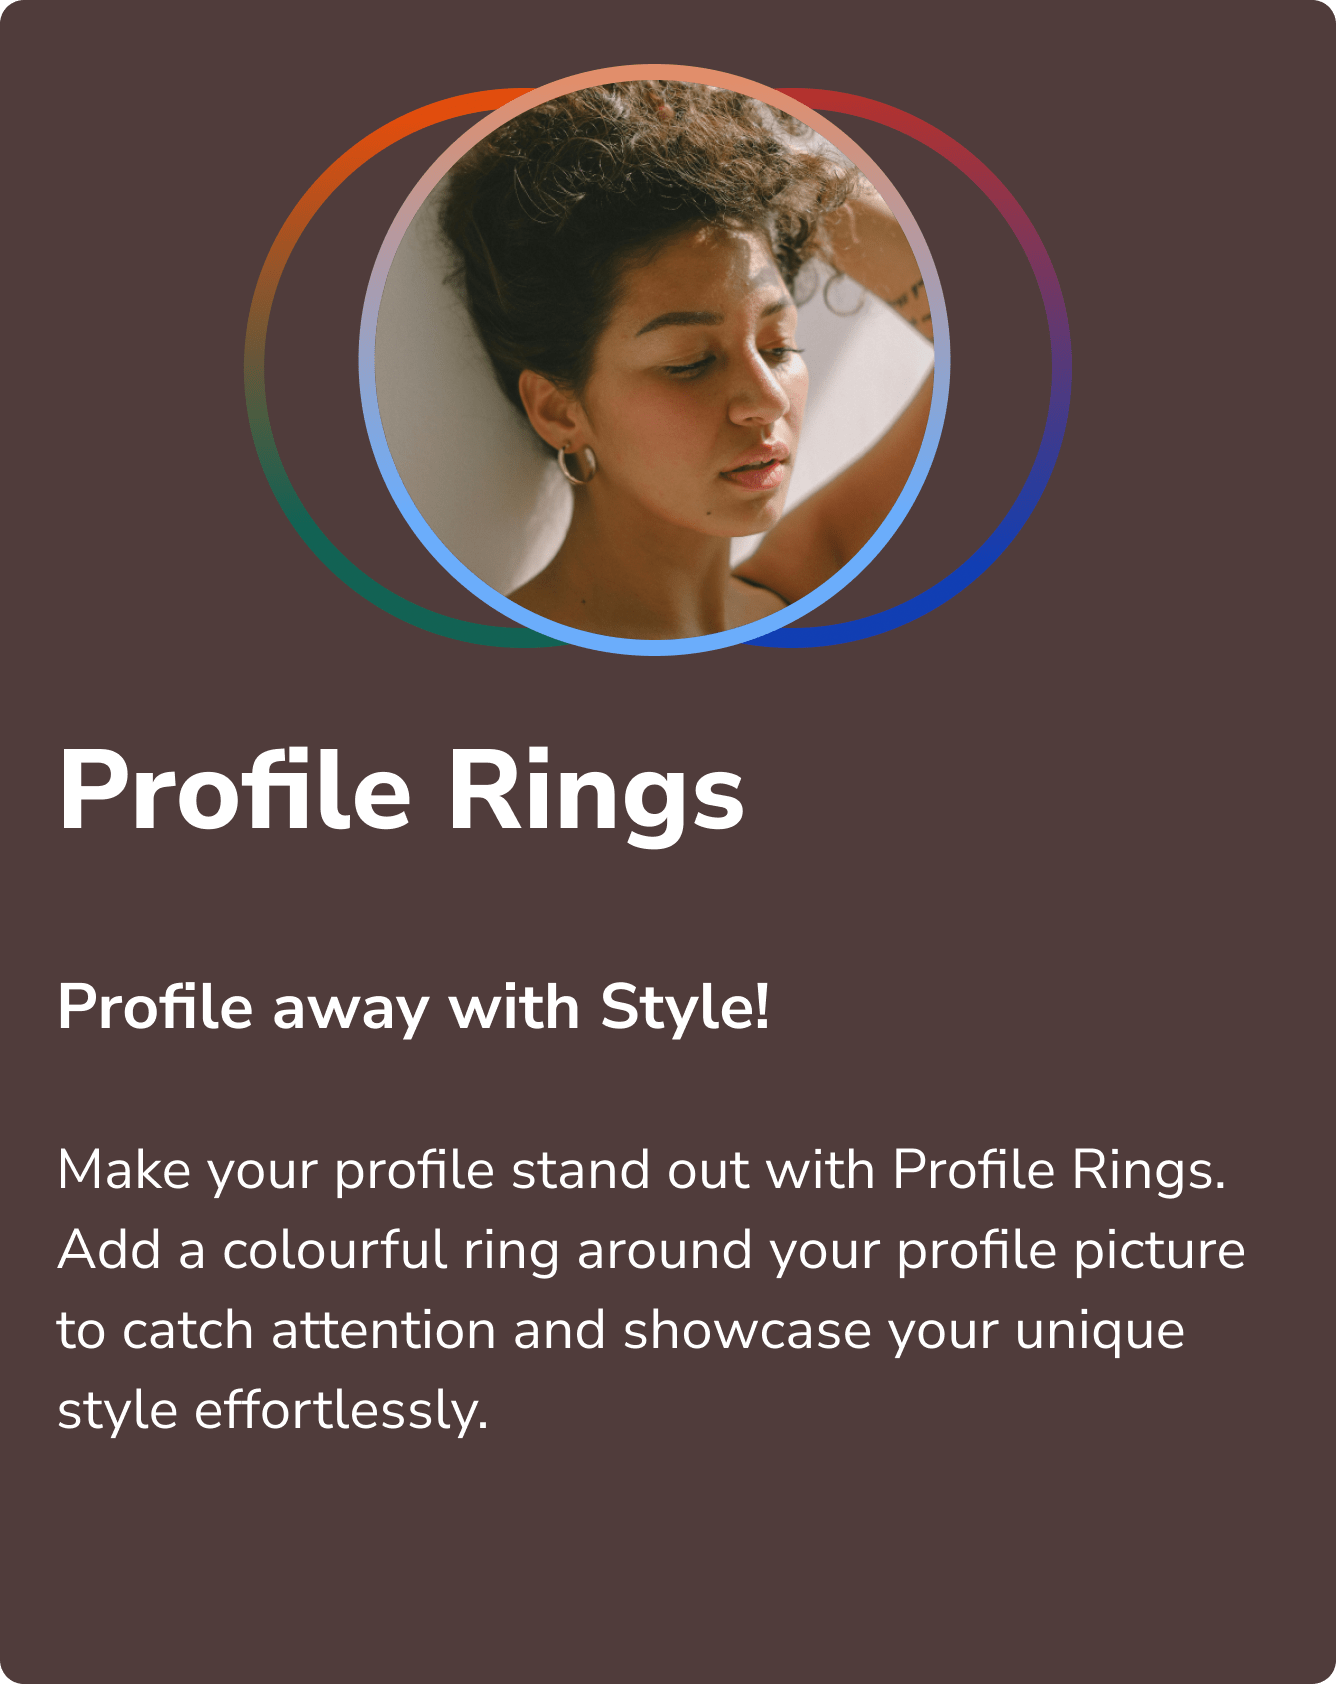 Profile Rings
Profile away with Style!
Make your profile stand out with Profile Rings.
Add a colourful ring around your profile picture
to catch attention and showcase your unique
style effortlessly.